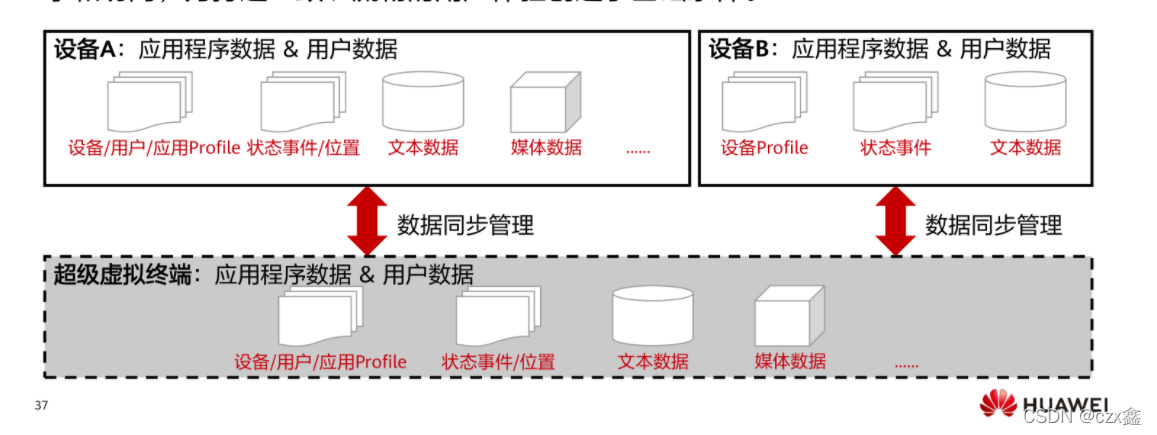 设备A：应用程序数据 & 用户数据
设备/用户/应用Profile 状态事件/位置 文本数据 媒体数据 ......
设备B：应用程序数据 & 用户数据
设备Profile 状态事件 文本数据
数据同步管理
数据同步管理
超级虚拟终端：应用程序数据 & 用户数据
设备/用户/应用Profile 状态事件/位置 文本数据 媒体数据 ......
37
HUAWEI
CSDN @czx鑫